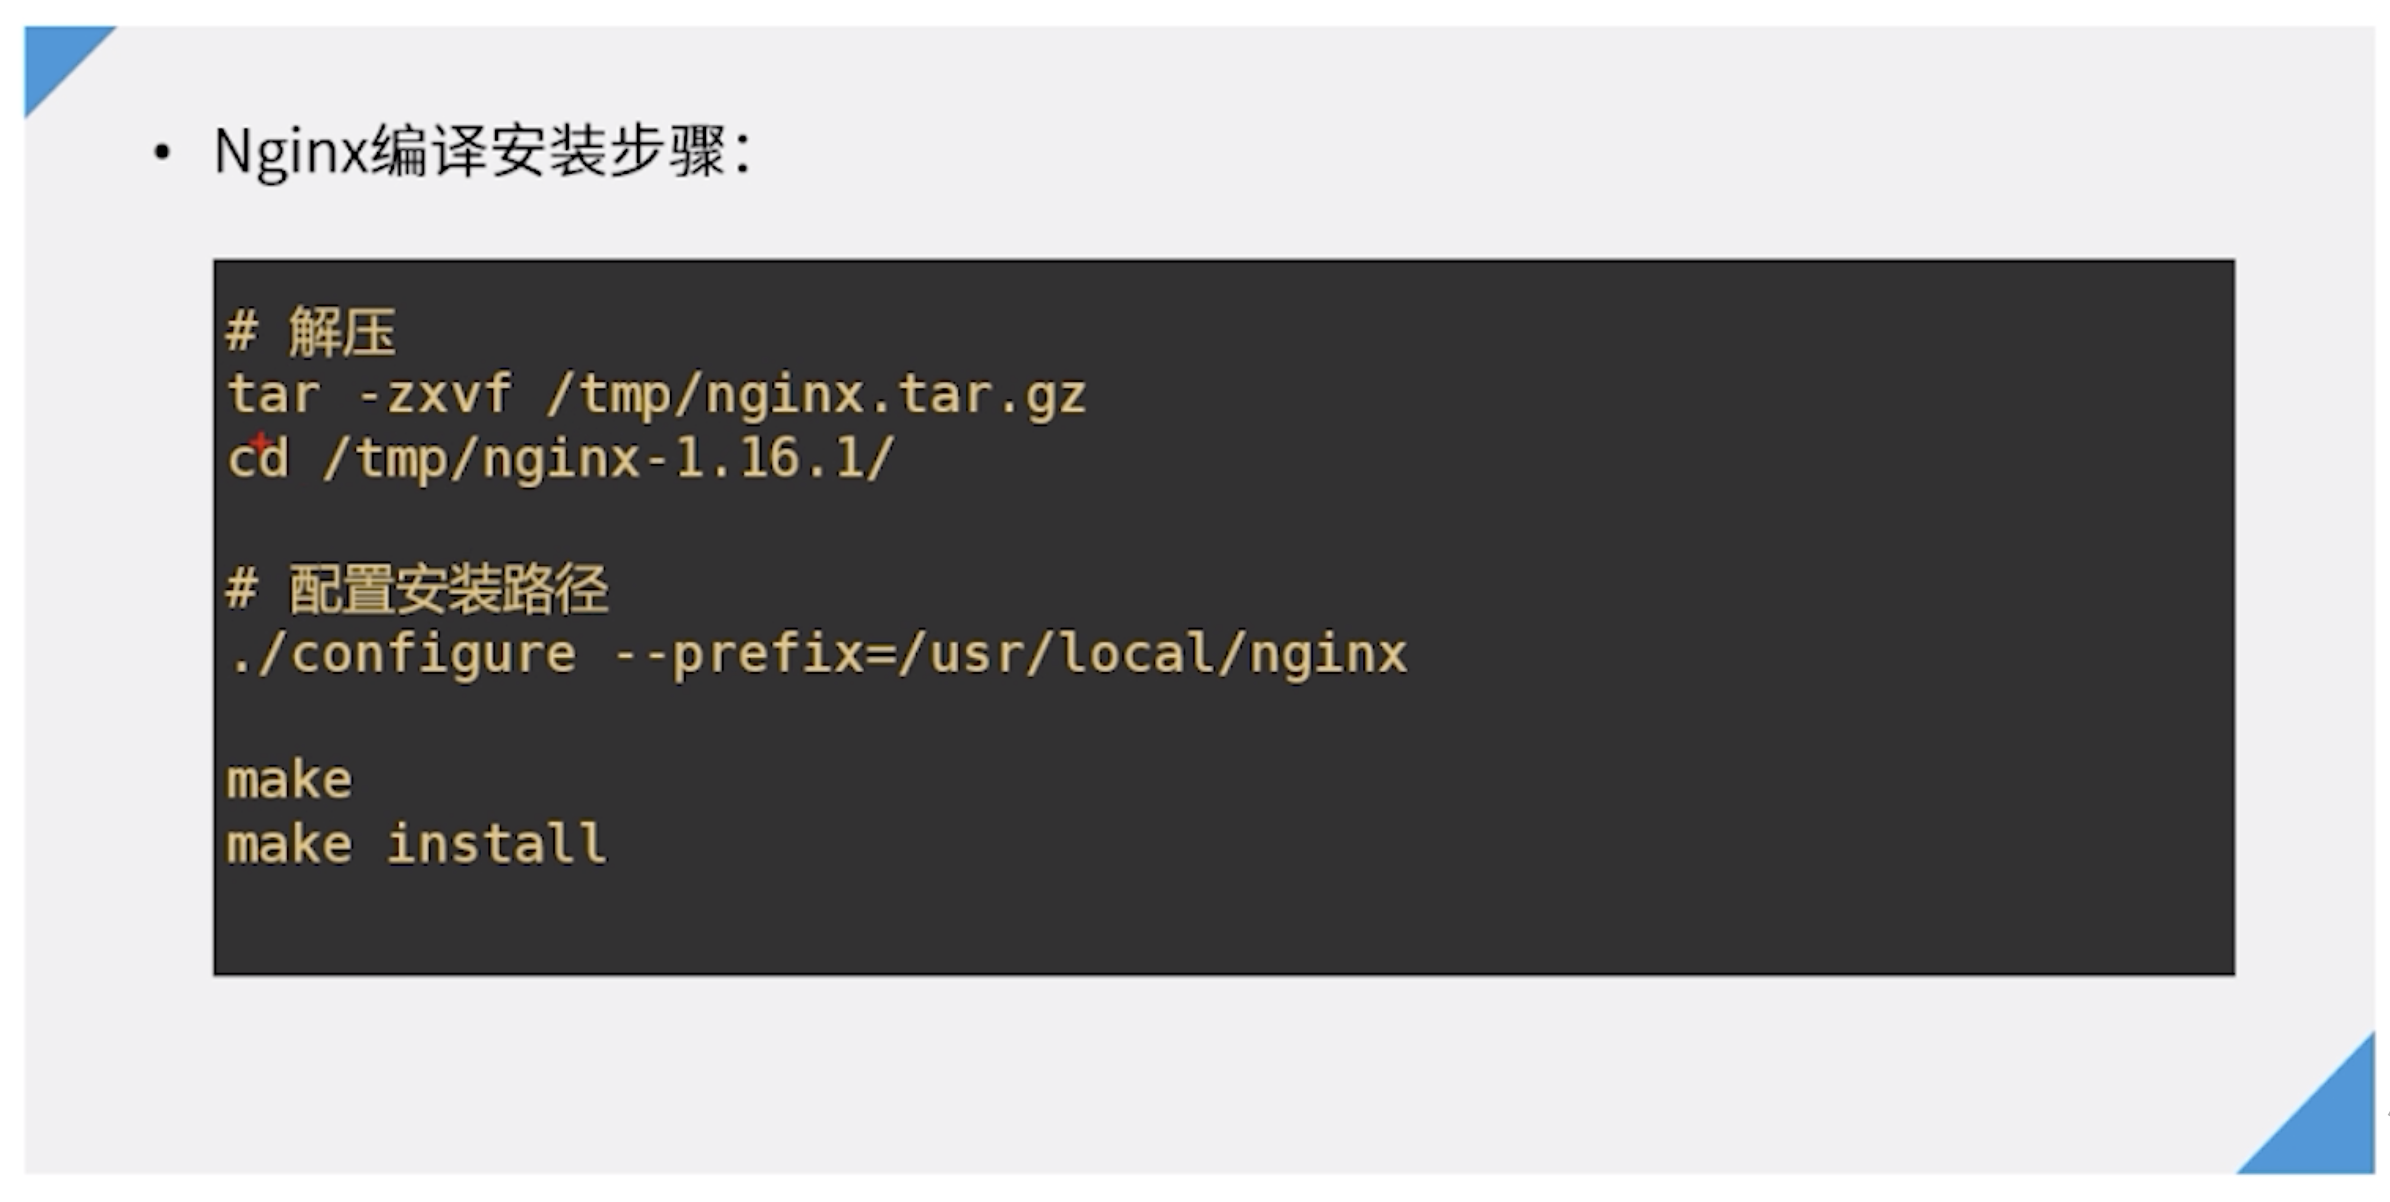 • Nginx编译安装步骤：
# 解压
tar -zxvf /tmp/nginx.tar.gz
cd /tmp/nginx-1.16.1/
# 配置安装路径
./configure --prefix=/usr/local/nginx
make
make install